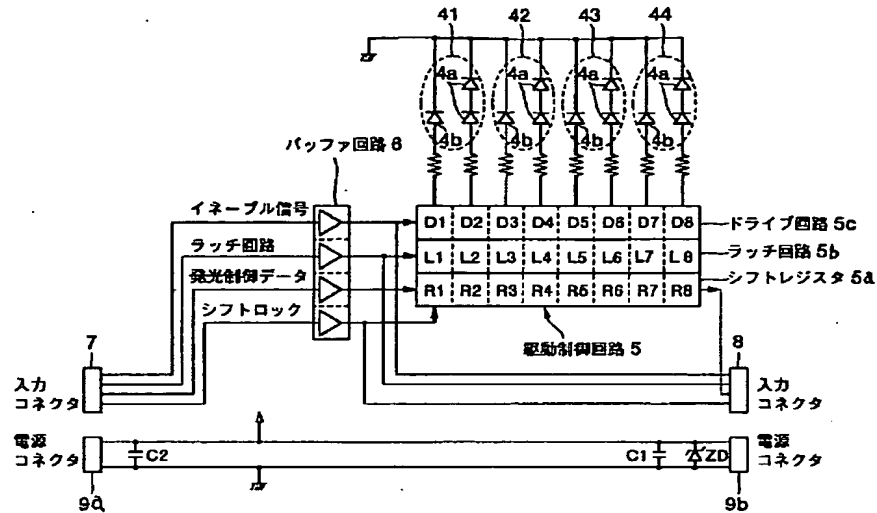 41 42 43 44
4a 4a 4a 4a
4b 4b 4b 4b
バッファ回路 6
イネーブル信号
ラッチ回路
発光制御データ
シフトロック
D1 D2 D3 D4 D5 D6 D7 D8
L1 L2 L3 L4 L5 L6 L7 L8
R1 R2 R3 R4 R5 R6 R7 R8
ドライブ回路 5c
ラッチ回路 5b
シフトレジスタ 5a
駆動制御回路 5
7
入力
コネクタ
8
入力
コネクタ
電源
コネクタ
9a
C2
C1
ZD
電源
コネクタ
9b